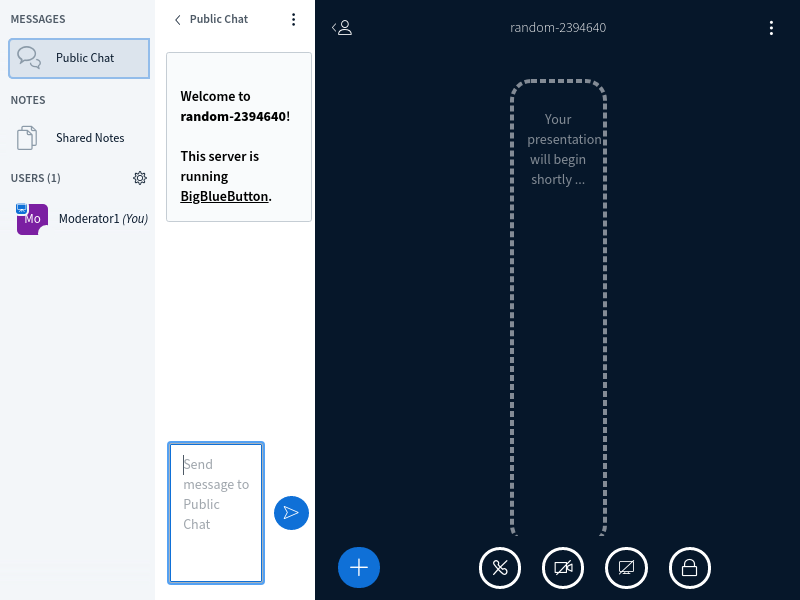 MESSAGES
Public Chat
NOTES
Shared Notes
USERS (1)
Mo
Moderator1 (You)
Public Chat
Welcome to
random-2394640!
This server is
running
BigBlueButton.
Send
message to
Public
Chat
random-2394640
Your
presentation
will begin
shortly ...